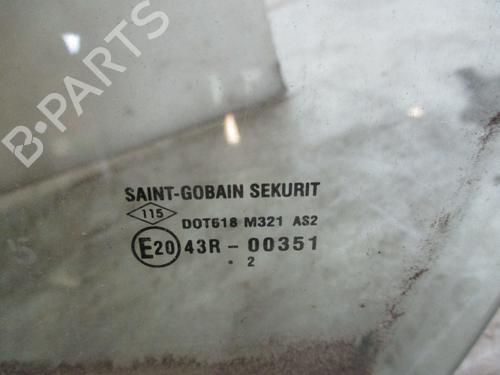 B-PARTS
SAINT-GOBAIN SEKURIT
115 DOT618 M321 AS2
E20 43R-00351
. 2